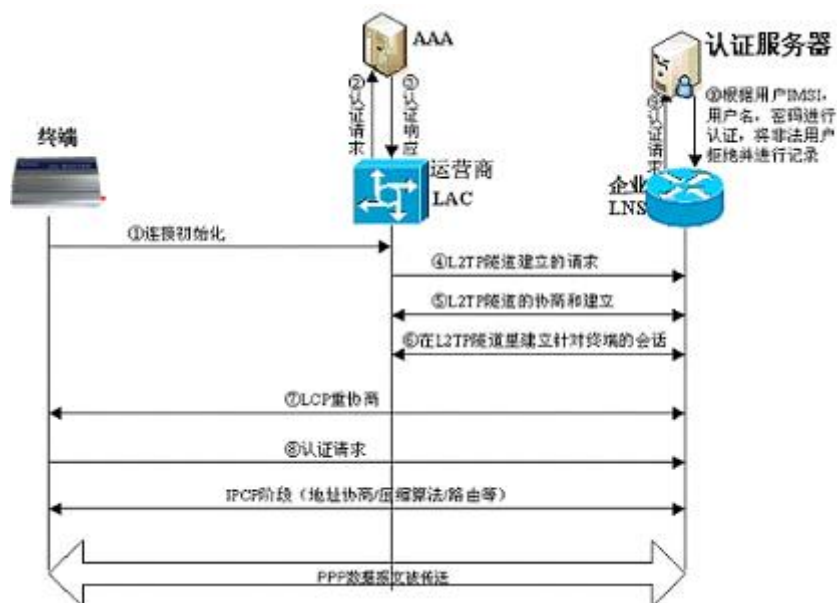 AAA
认证服务器
②认证请求
③认证响应
⑨认证请求
⑨根据用户IMSI,
用户名,密码进行
认证,将非法用户
拒绝并进行记录
终端
运营商
LAC
企业
LNS
①连接初始化
④L2TP隧道建立的请求
⑤L2TP隧道的协商和建立
⑥在L2TP隧道里建立针对终端的会话
⑦LCP重协商
⑧认证请求
IPCP阶段(地址协商/压缩算法/路由等)
PPP数据报文被传送